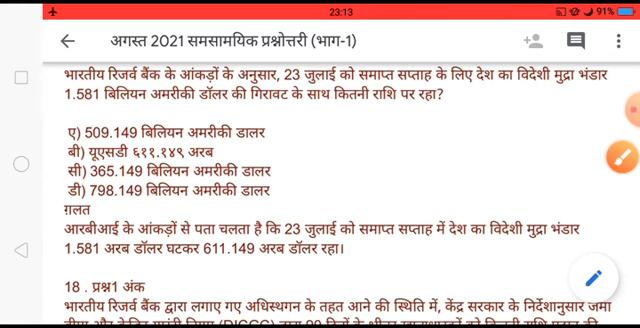 23:13
91%
अगस्त 2021 समसामयिक प्रश्नोत्तरी (भाग-1)
भारतीय रिजर्व बैंक के आंकड़ों के अनुसार, 23 जुलाई को समाप्त सप्ताह के लिए देश का विदेशी मुद्रा भंडार
1.581 बिलियन अमरीकी डॉलर की गिरावट के साथ कितनी राशि पर रहा?
ए) 509.149 बिलियन अमरीकी डालर
बी) यूएसडी ६११.१४९ अरब
सी) 365.149 बिलियन अमरीकी डालर
डी) 798.149 बिलियन अमरीकी डालर
ग़लत
आरबीआई के आंकड़ों से पता चलता है कि 23 जुलाई को समाप्त सप्ताह में देश का विदेशी मुद्रा भंडार
1.581 अरब डॉलर घटकर 611.149 अरब डॉलर रहा।
18 . प्रश्न1 अंक
भारतीय रिजर्व बैंक द्वारा लगाए गए अधिस्थगन के तहत आने की स्थिति में, केंद्र सरकार के निर्देशानुसार जमा